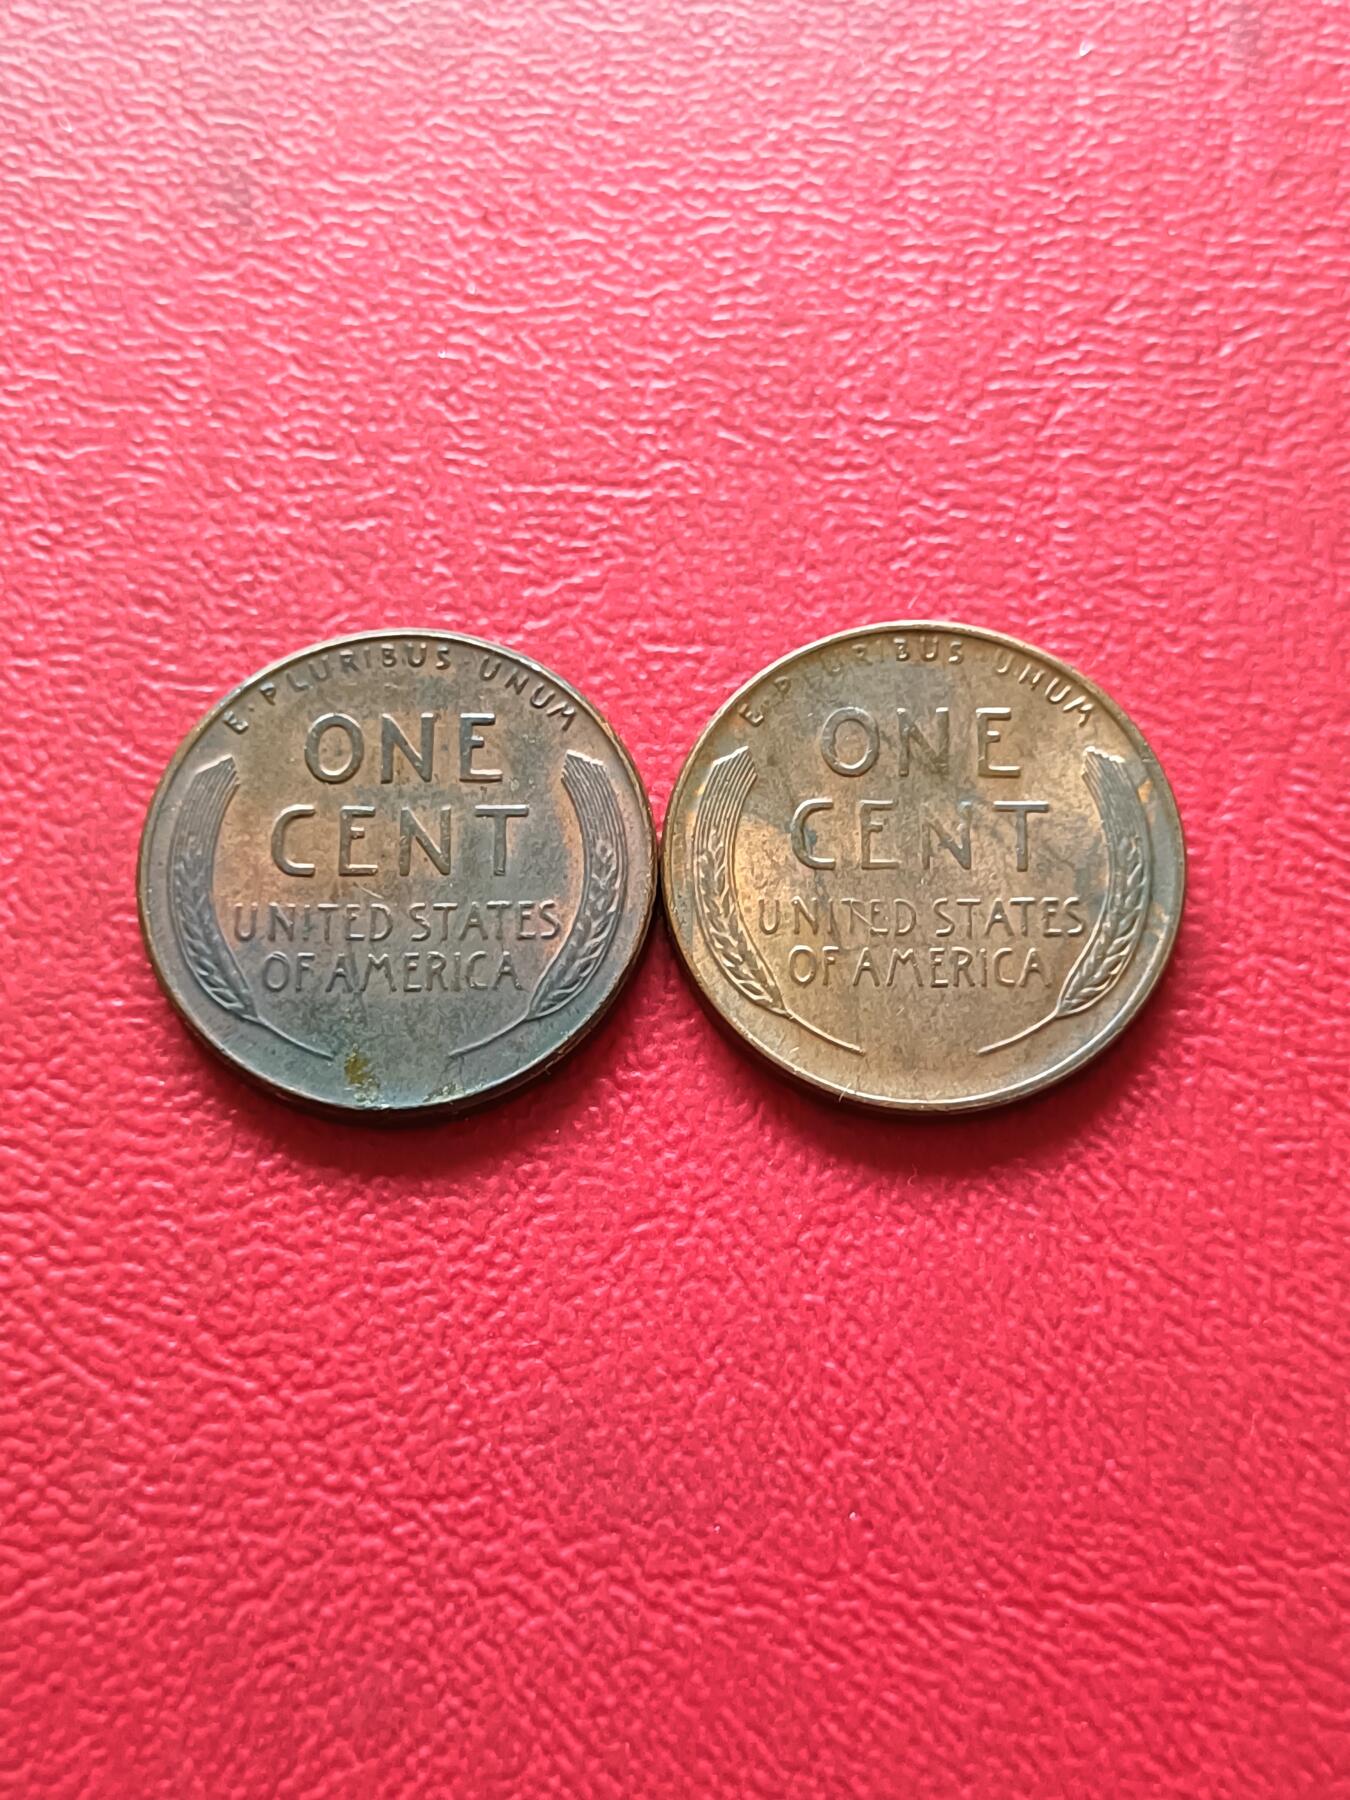 E · PLURIBUS · UNUM
ONE
CENT
UNITED STATES
OF AMERICA
E · PLURIBUS · UNUM
ONE
CENT
UNITED STATES
OF AMERICA